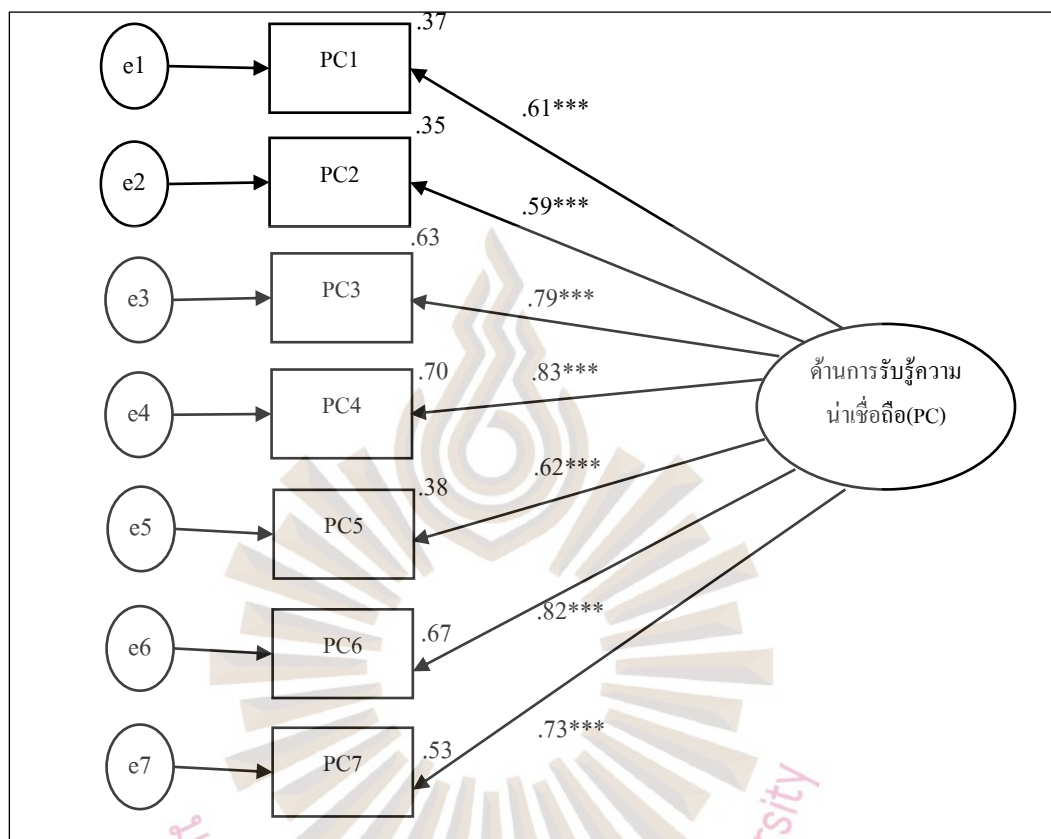 .37
e1
PC1
.61***
.35
e2
PC2
.59***
.63
e3
PC3
.79***
ด้านการรับรู้ความ
น่าเชื่อถือ(PC)
.70
e4
PC4
.83***
.62***
.38
e5
PC5
.82***
.67
e6
PC6
.73***
.53
e7
PC7